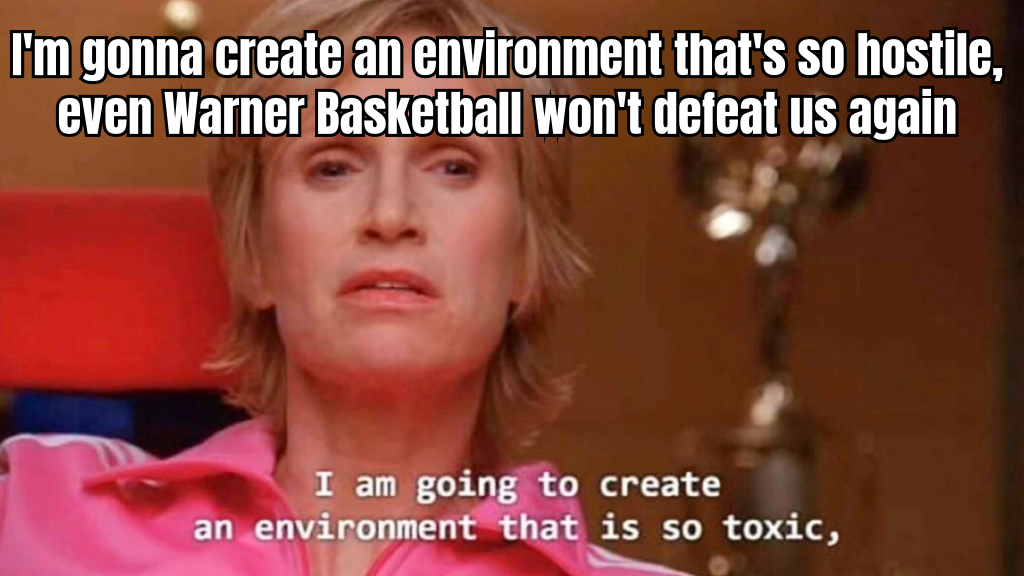 I'm gonna create an environment that's so hostile,
even Warner Basketball won't defeat us again
I am going to create
an environment that is so toxic,